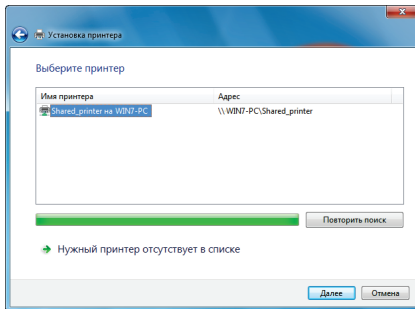 Установка принтера
Выберите принтер
Имя принтера Адрес
Shared_printer на WIN7-PC \\WIN7-PC\Shared_printer
Повторить поиск
Нужный принтер отсутствует в списке
Далее Отмена